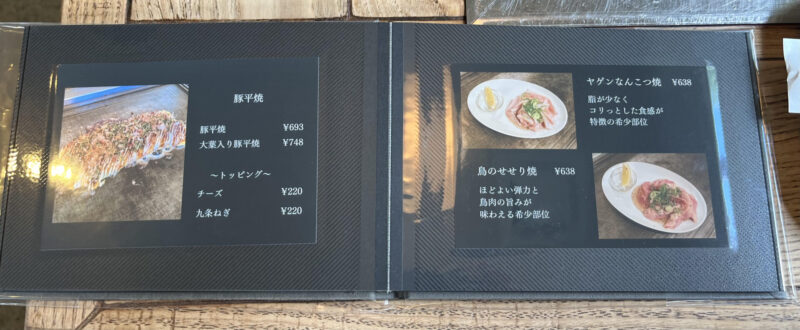 豚平焼
豚平焼 ¥693
大葉入り豚平焼 ¥748
〜トッピング〜
チーズ ¥220
九条ねぎ ¥220
ヤゲンなんこつ焼 ¥638
脂が少なく
コリっとした食感が
特徴の希少部位
鳥のせせり焼 ¥638
ほどよい弾力と
鳥肉の旨みが
味わえる希少部位